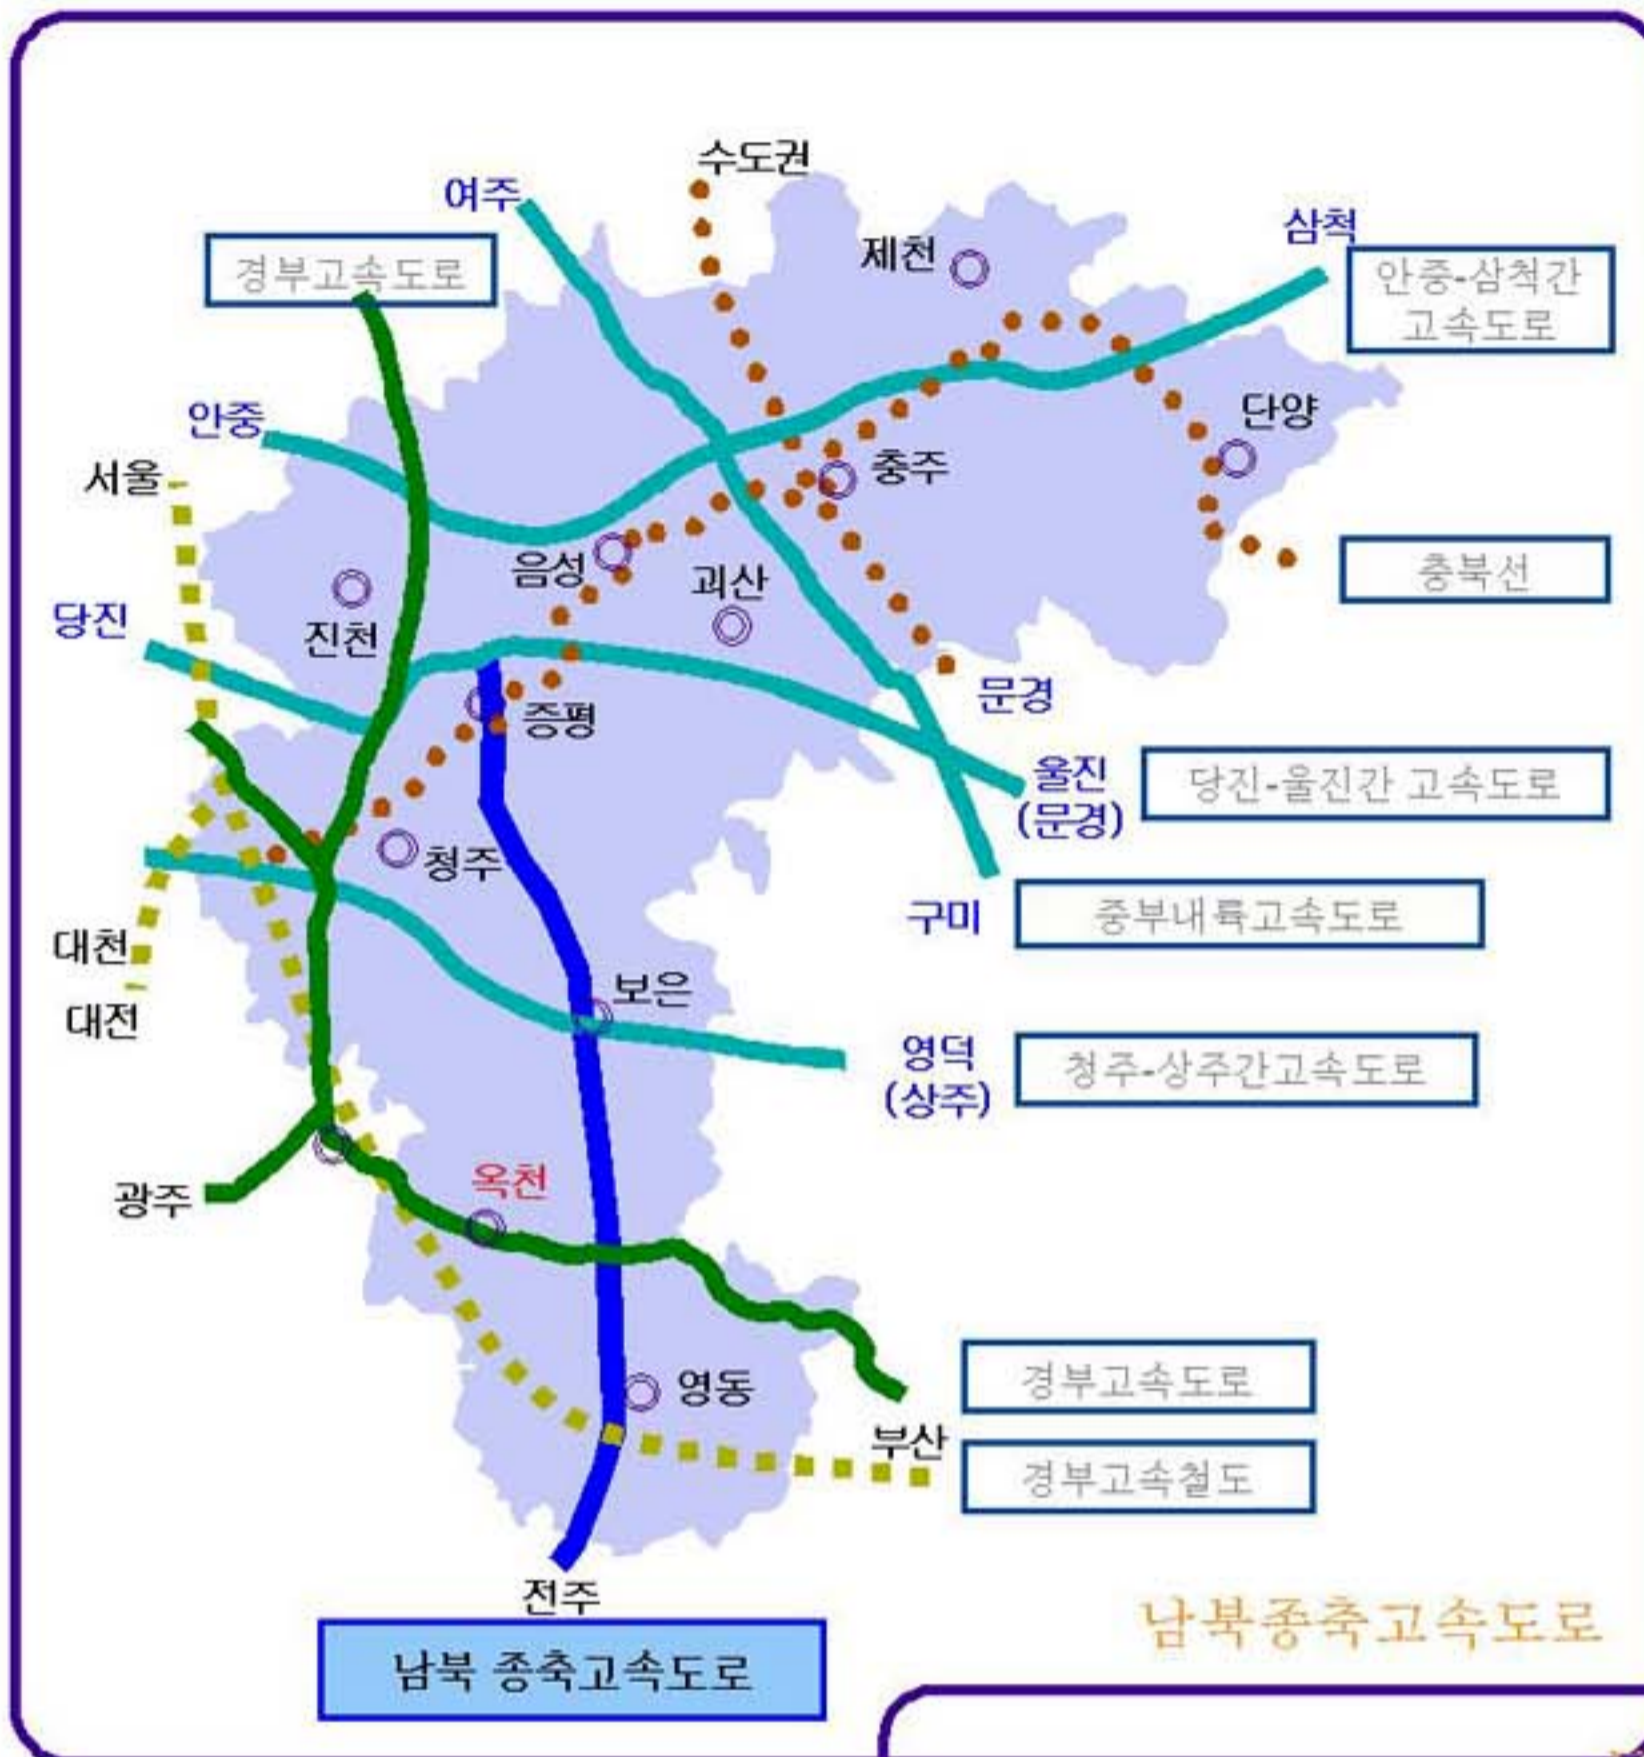 수도권
여주
삼척
제천
경부고속도로
안중-삼척간
고속도로
안중
단양
서울
충주
음성
괴산
충북선
당진
진천
문경
증평
울진
(문경)
당진-울진간 고속도로
청주
구미
중부내륙고속도로
대천
보은
대전
영덕
(상주)
청주-상주간고속도로
옥천
광주
영동
경부고속도로
부산
경부고속철도
전주
남북종축고속도로
남북 종축고속도로